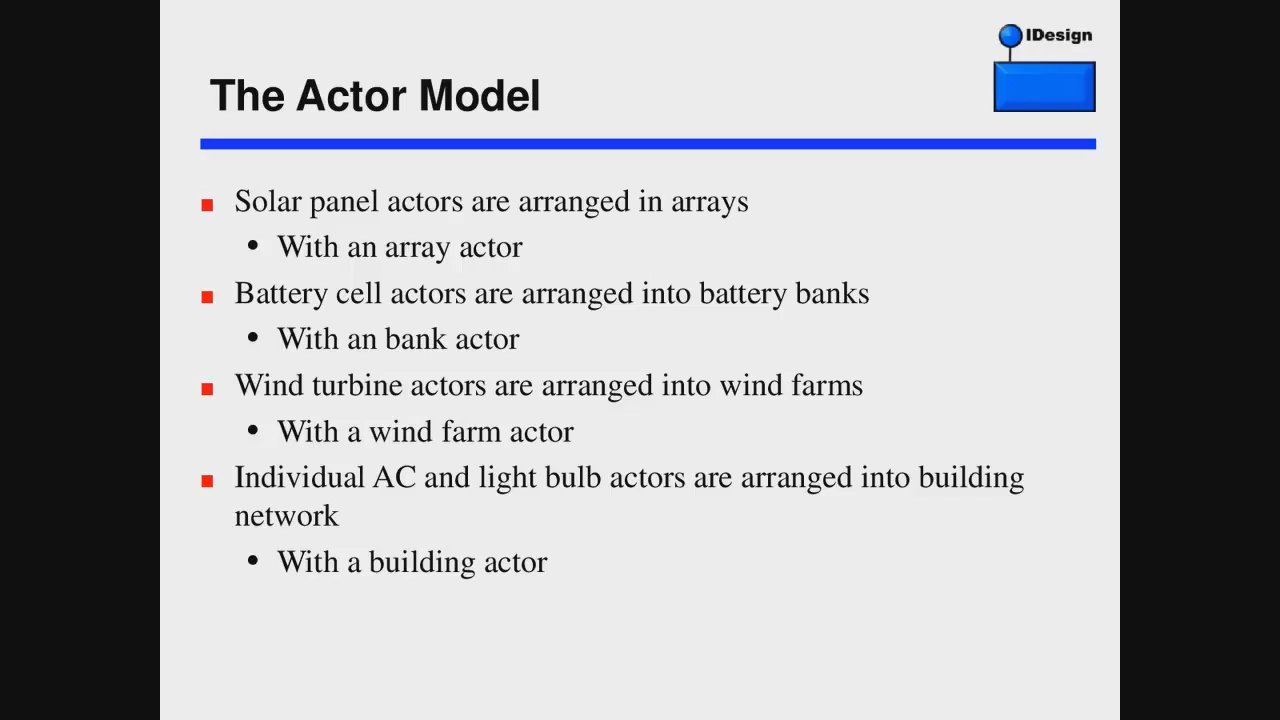 IDesign
The Actor Model
Solar panel actors are arranged in arrays
With an array actor
Battery cell actors are arranged into battery banks
With an bank actor
Wind turbine actors are arranged into wind farms
With a wind farm actor
Individual AC and light bulb actors are arranged into building
network
With a building actor